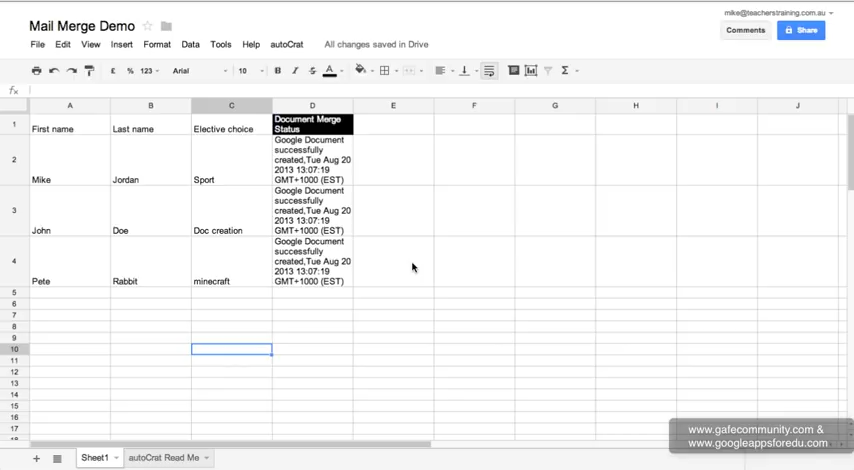 mike@teacherstraining.com.au
Mail Merge Demo
Comments
Share
File Edit View Insert Format Data Tools Help autoCrat All changes saved in Drive
£ % 123 Arial 10 B I S A Σ
fx
A B C D E F G H I J
1 First name Last name Elective choice Document Merge
Status
Google Document
successfully
created,Tue Aug 20
2013 13:07:19
2 Mike Jordan Sport GMT+1000 (EST)
Google Document
successfully
created,Tue Aug 20
2013 13:07:19
3 John Doe Doc creation GMT+1000 (EST)
Google Document
successfully
created,Tue Aug 20
2013 13:07:19
4 Pete Rabbit minecraft GMT+1000 (EST)
5
6
7
8
9
10
11
12
13
14
15
16
17
18
www.gafecommunity.com &
www.googleappsforedu.com
+ Sheet1 autoCrat Read Me